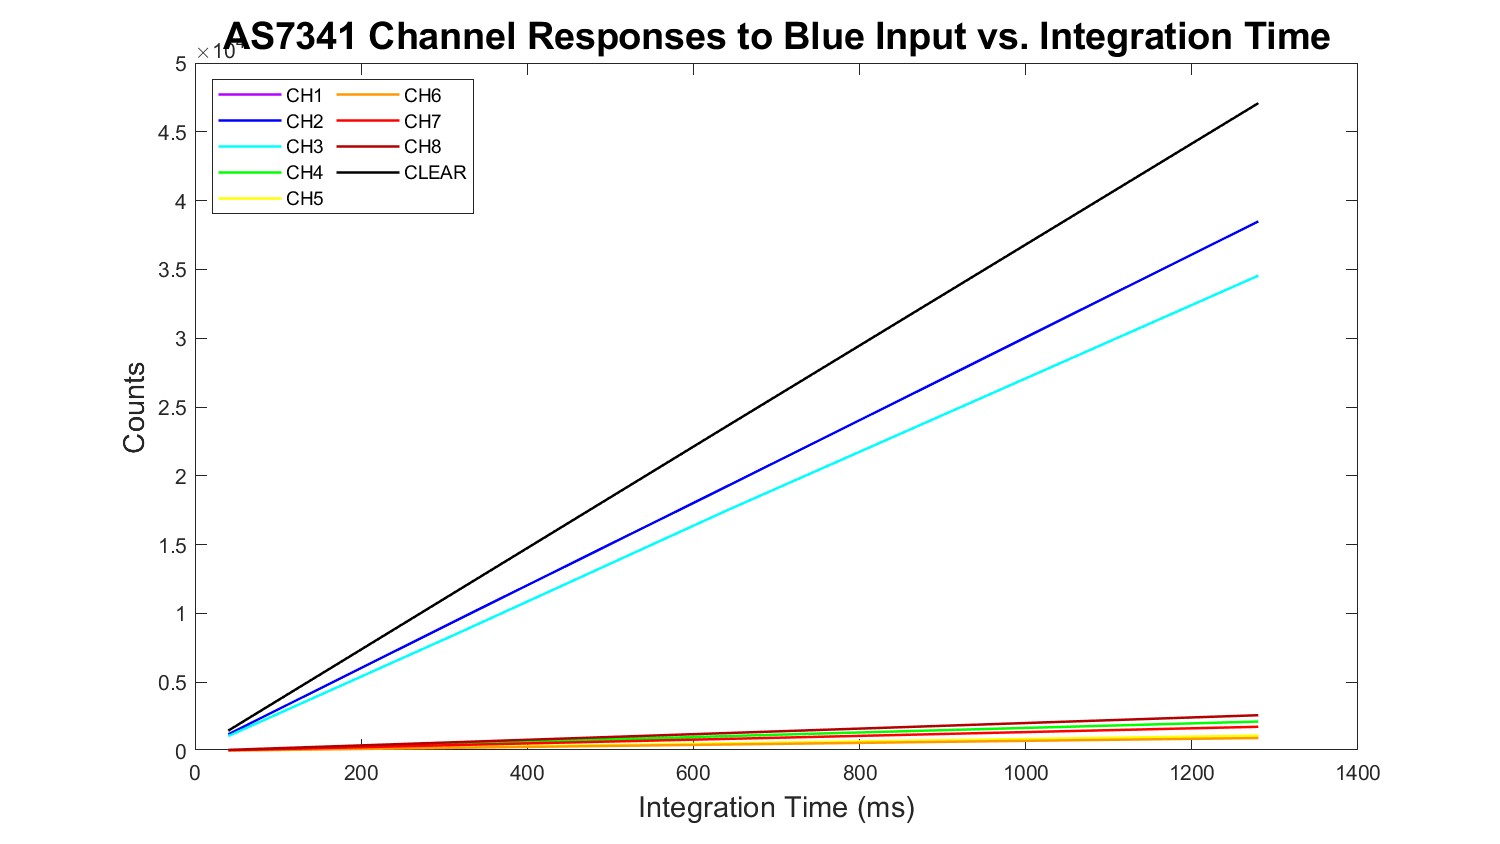 AS7341 Channel Responses to Blue Input vs. Integration Time
×10
5
4.5
4
3.5
3
2.5
2
1.5
1
0.5
0
Counts
CH1 CH6
CH2 CH7
CH3 CH8
CH4 CLEAR
CH5
0 200 400 600 800 1000 1200 1400
Integration Time (ms)